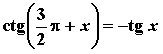 ctg(3/2 π + x) = −tg x